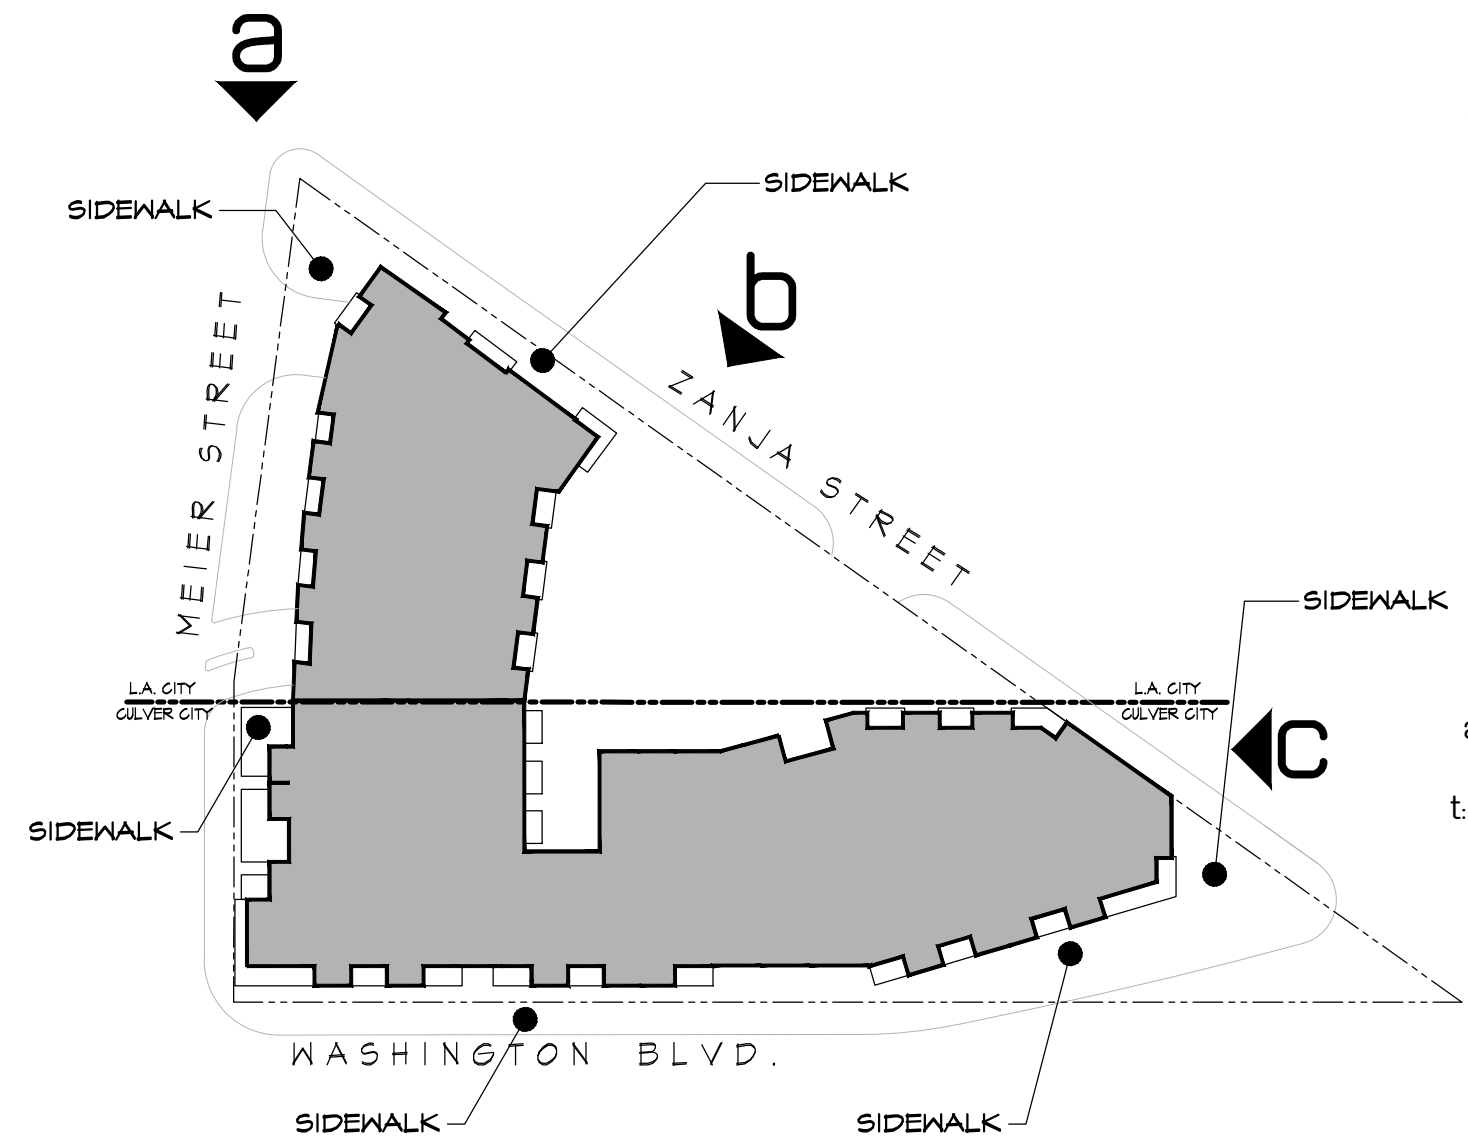 a
SIDEWALK
SIDEWALK
b
MEIER STREET
ZANJA STREET
SIDEWALK
L.A. CITY
L.A. CITY
CULVER CITY
CULVER CITY
c
t:
SIDEWALK
WASHINGTON BLVD.
SIDEWALK
SIDEWALK